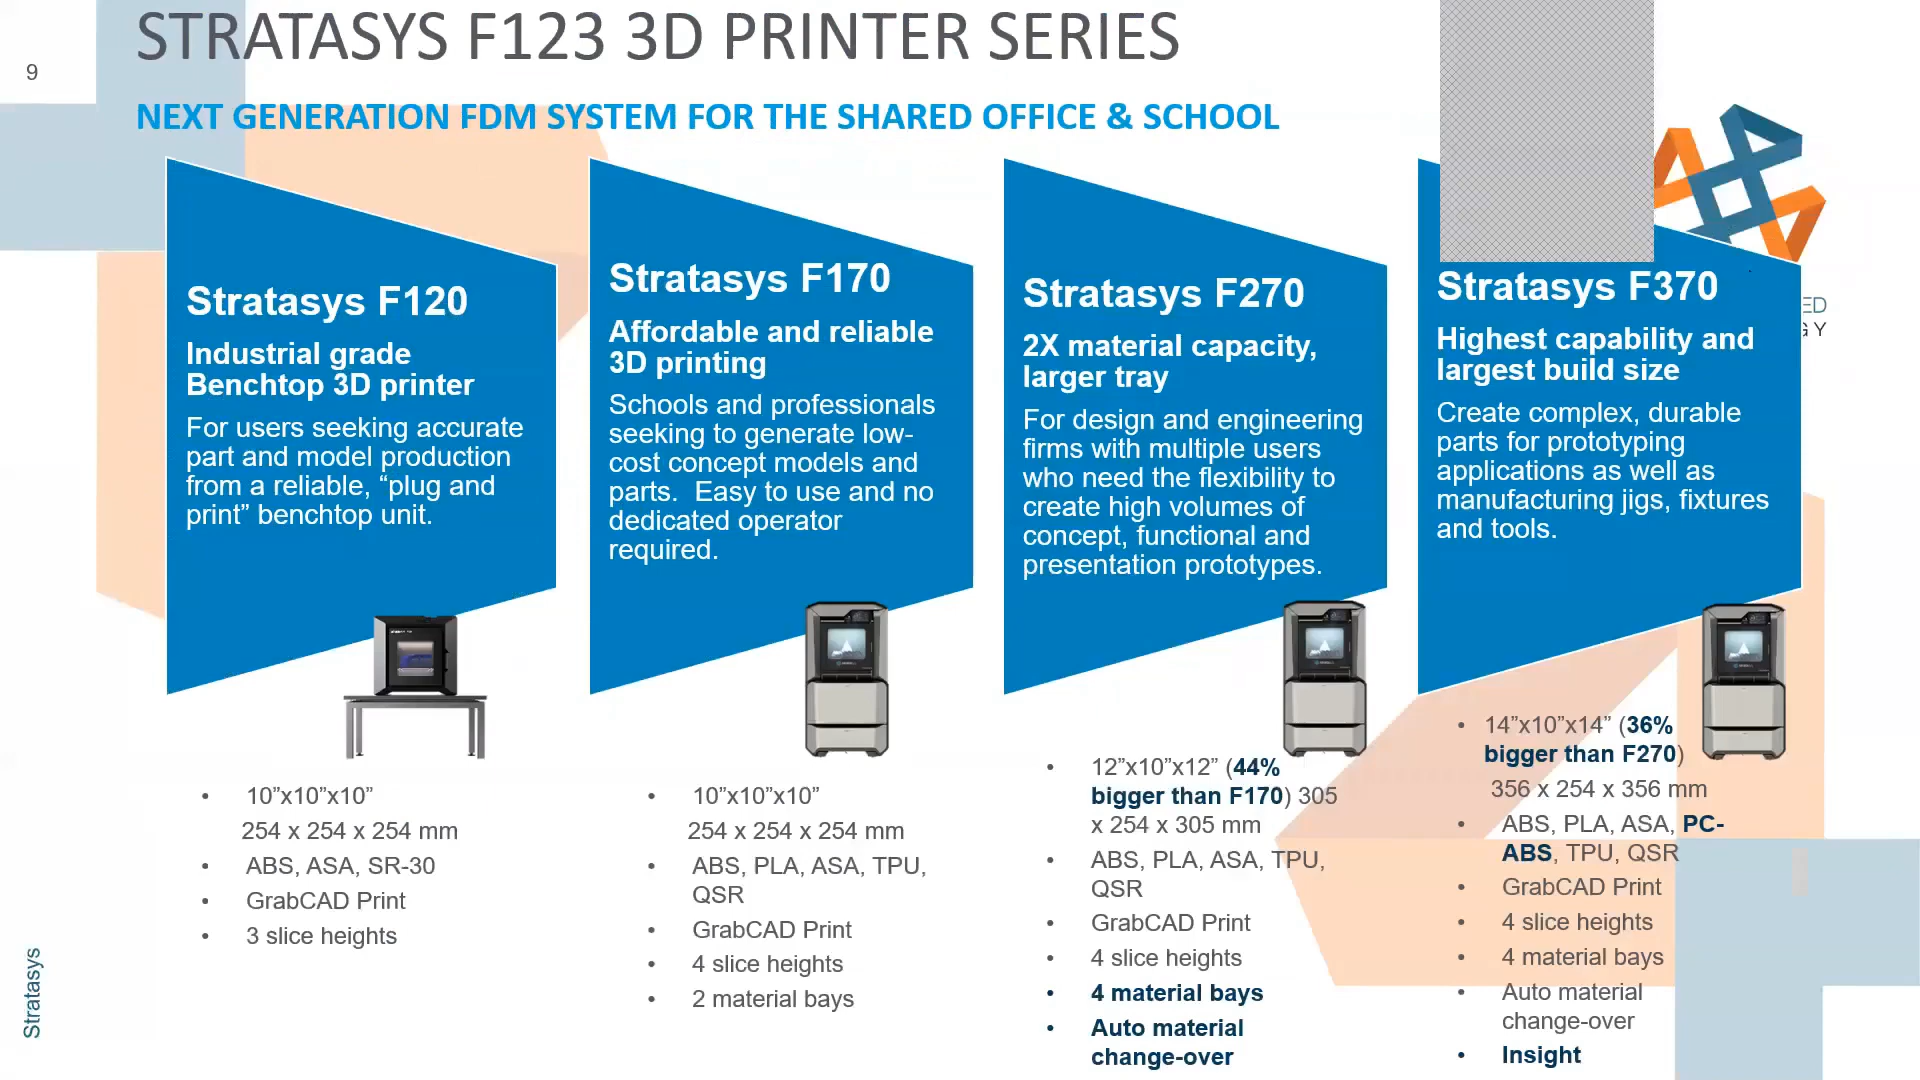 STRATASYS F123 3D PRINTER SERIES
9
NEXT GENERATION FDM SYSTEM FOR THE SHARED OFFICE & SCHOOL
Stratasys F120
Industrial grade
Benchtop 3D printer
For users seeking accurate
part and model production
from a reliable, “plug and
print” benchtop unit.
• 10”x10”x10”
254 x 254 x 254 mm
• ABS, ASA, SR-30
• GrabCAD Print
• 3 slice heights
Stratasys F170
Affordable and reliable
3D printing
Schools and professionals
seeking to generate low-
cost concept models and
parts.  Easy to use and no
dedicated operator
required.
• 10”x10”x10”
254 x 254 x 254 mm
• ABS, PLA, ASA, TPU,
QSR
• GrabCAD Print
• 4 slice heights
• 2 material bays
Stratasys F270
2X material capacity,
larger tray
For design and engineering
firms with multiple users
who need the flexibility to
create high volumes of
concept, functional and
presentation prototypes.
• 12”x10”x12” (44%
bigger than F170) 305
x 254 x 305 mm
• ABS, PLA, ASA, TPU,
QSR
• GrabCAD Print
• 4 slice heights
• 4 material bays
• Auto material
change-over
Stratasys F370
Highest capability and
largest build size
Create complex, durable
parts for prototyping
applications as well as
manufacturing jigs, fixtures
and tools.
• 14”x10”x14” (36%
bigger than F270)
356 x 254 x 356 mm
• ABS, PLA, ASA, PC-
ABS, TPU, QSR
• GrabCAD Print
• 4 slice heights
• 4 material bays
• Auto material
change-over
• Insight
ED
GY
Stratasys